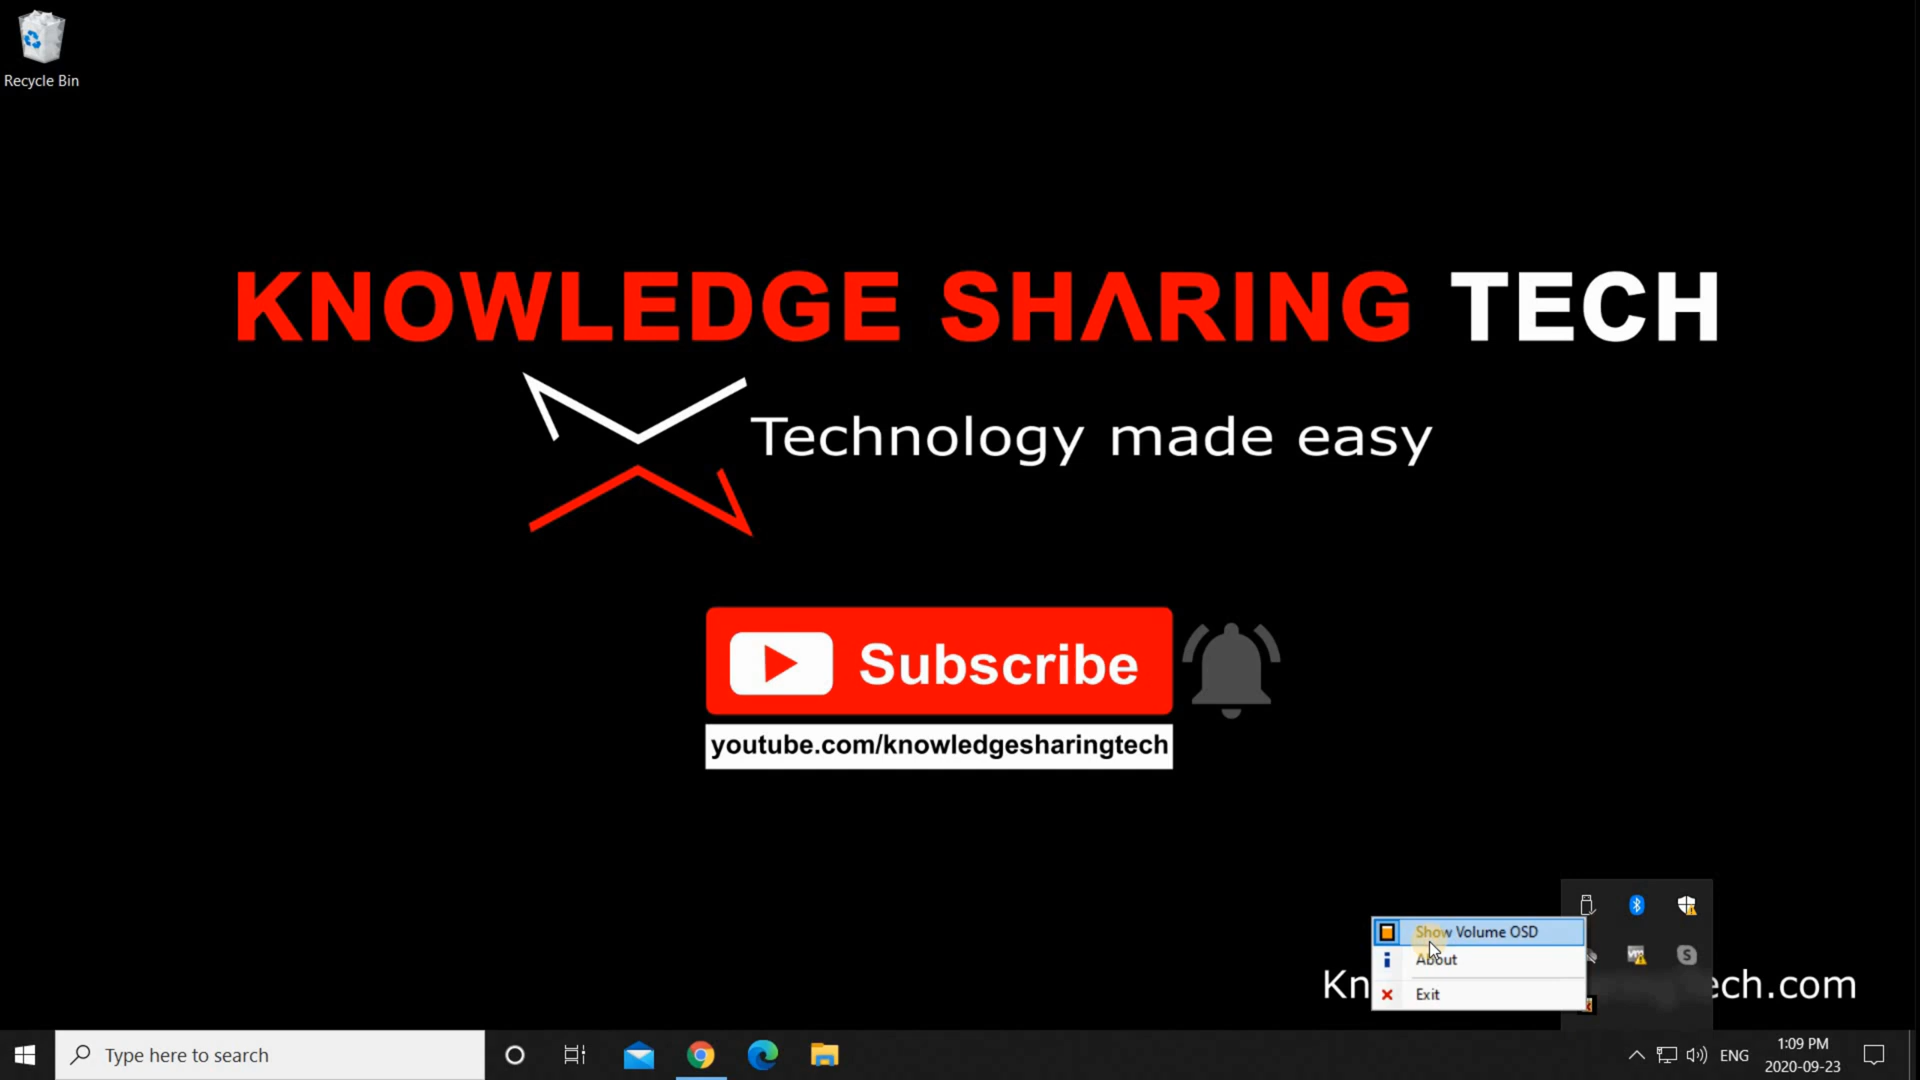 Recycle Bin
KNOWLEDGE SHARING TECH
Technology made easy
Subscribe
youtube.com/knowledgesharingtech
Show Volume OSD
About
Exit
Kn
ech.com
Type here to search
ENG
1:09 PM
2020-09-23